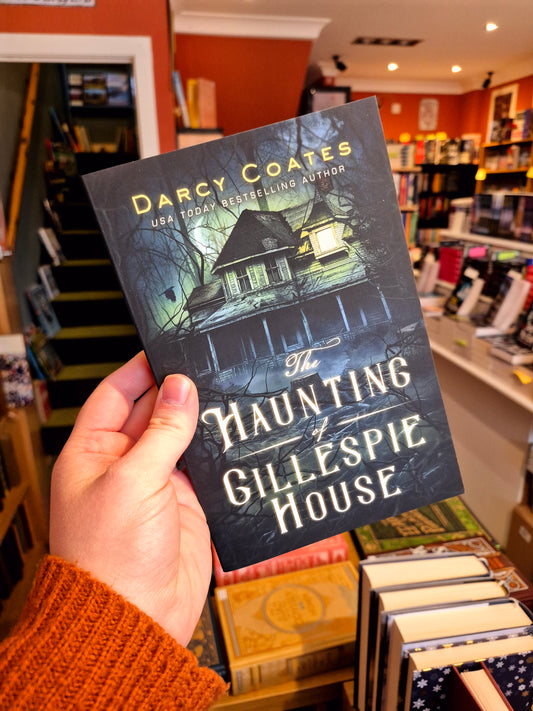 DARCY COATES
USA TODAY BESTSELLING AUTHOR
The
HAUNTING
of
GILLESPIE
HOUSE